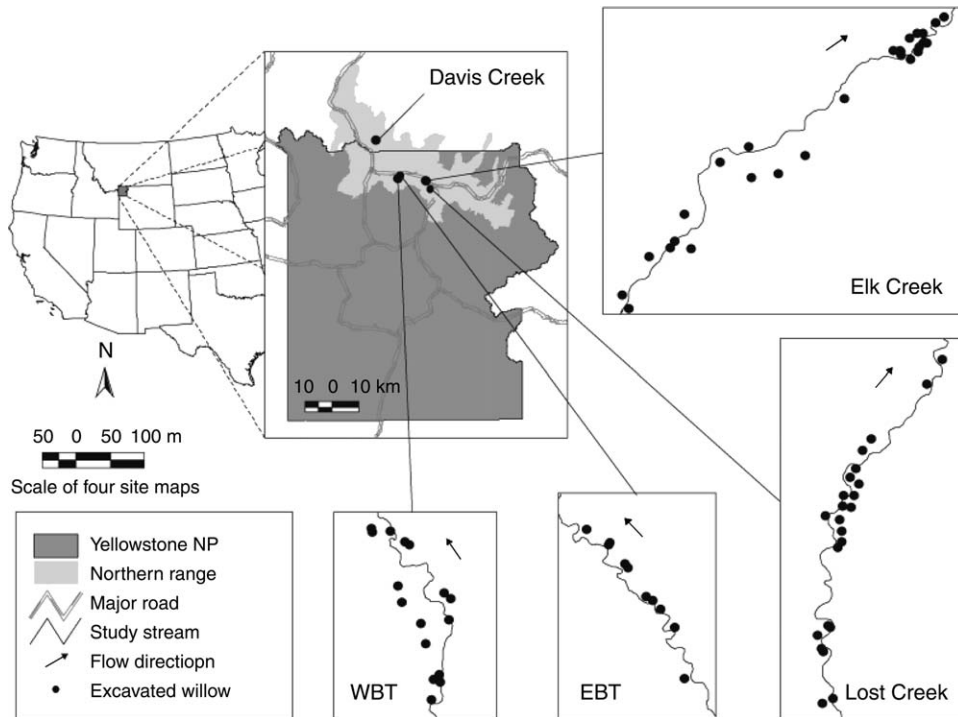 Davis Creek
Elk Creek
N
10 0 10 km
50 0 50 100 m
Scale of four site maps
Yellowstone NP
Northern range
Major road
Study stream
Flow directiopn
Excavated willow
WBT
EBT
Lost Creek